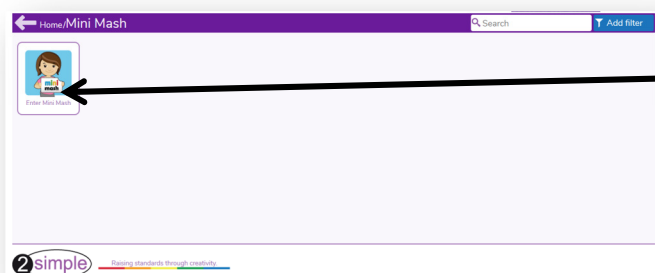 Home/Mini Mash
Search
Add filter
mini
mash
Enter Mini Mash
2simple
Raising standards through creativity.